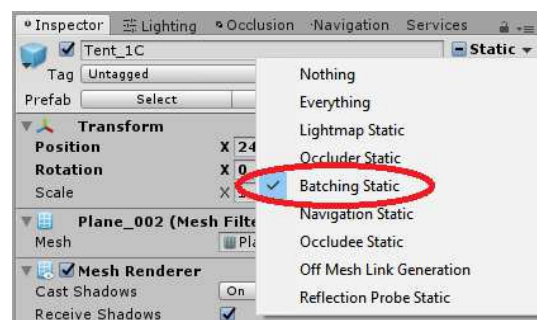 Inspector Lighting Occlusion Navigation Services
Tent_1C Static
Tag Untagged
Prefab Select
Transform
Position X 24
Rotation X 0
Scale X
Plane_002 (Mesh Filte
Mesh Pla
Mesh Renderer
Cast Shadows On
Receive Shadows
Nothing
Everything
Lightmap Static
Occluder Static
Batching Static
Navigation Static
Occludee Static
Off Mesh Link Generation
Reflection Probe Static